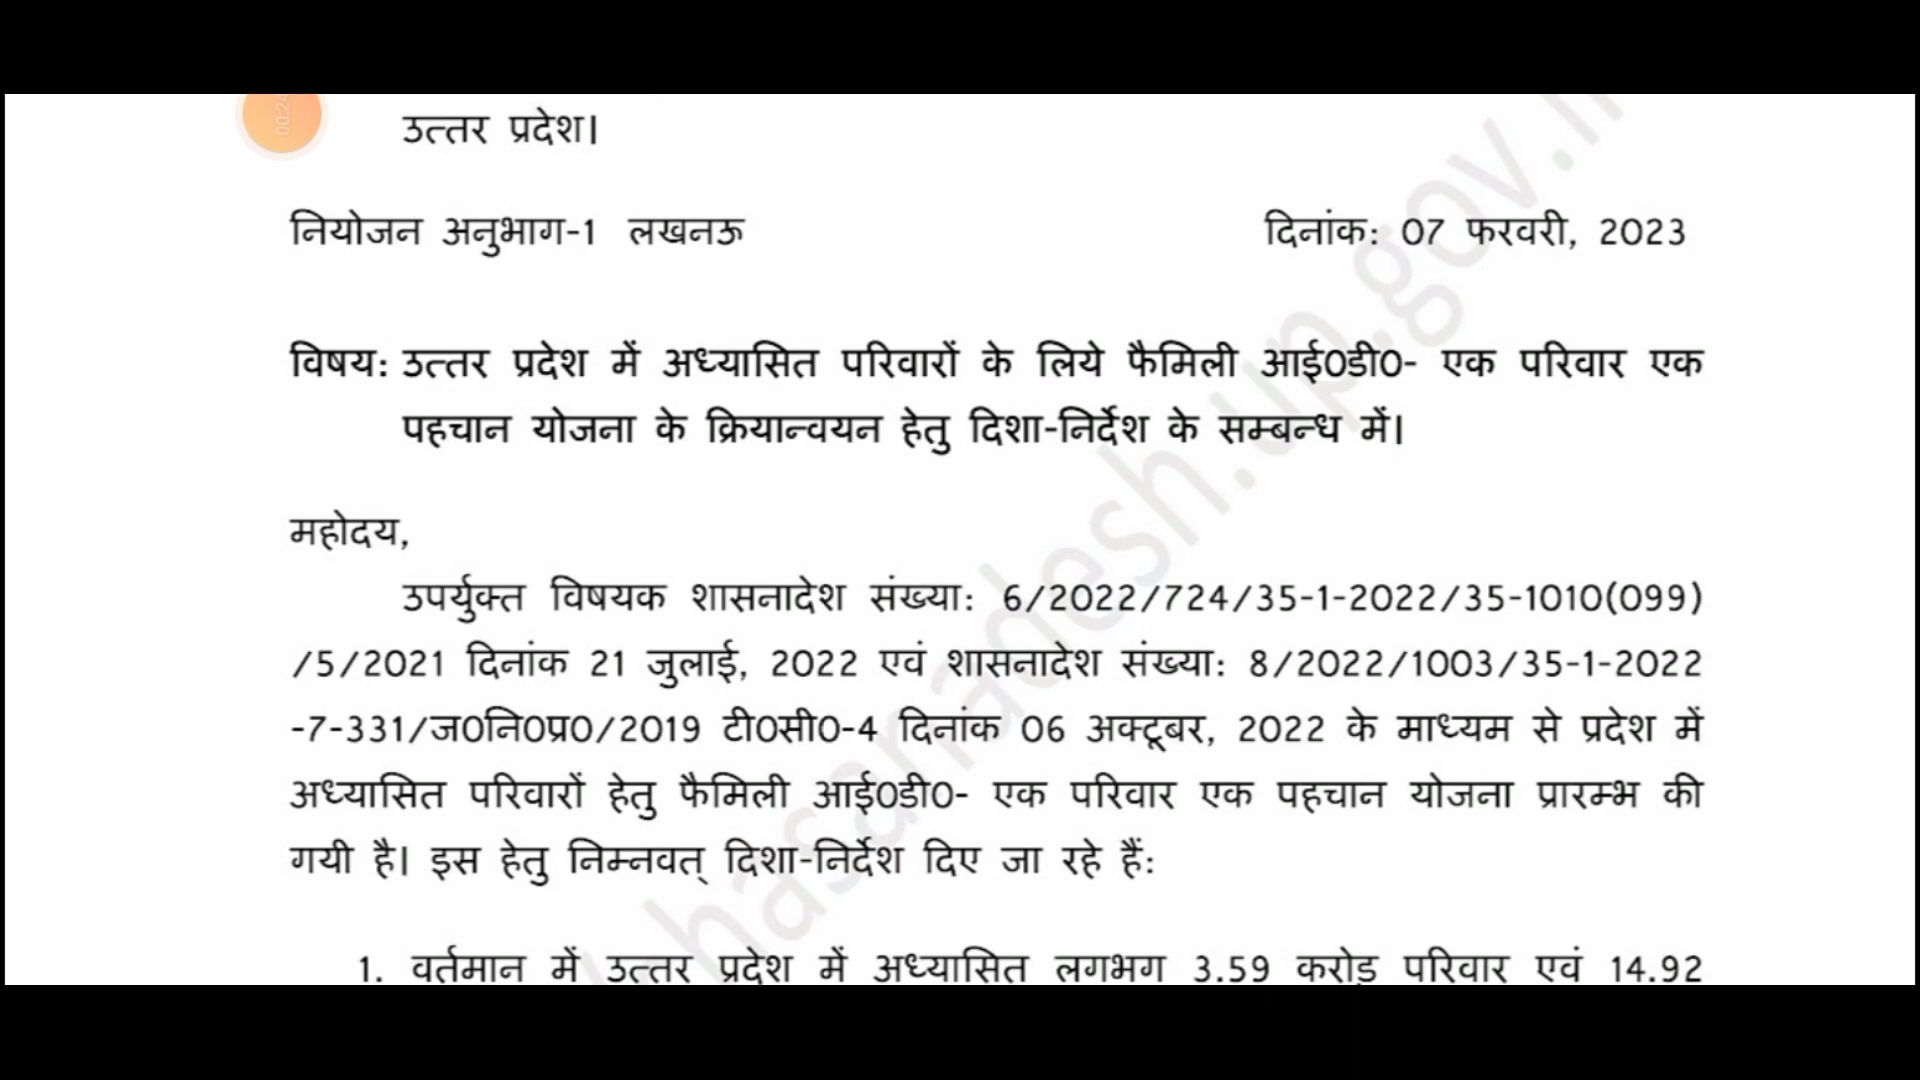 00:24
उत्तर प्रदेश।
नियोजन अनुभाग-1 लखनऊ दिनांक: 07 फरवरी, 2023
विषय: उत्तर प्रदेश में अध्यासित परिवारों के लिये फैमिली आई0डी0- एक परिवार एक
पहचान योजना के क्रियान्वयन हेतु दिशा-निर्देश के सम्बन्ध में।
महोदय,
उपर्युक्त विषयक शासनादेश संख्या: 6/2022/724/35-1-2022/35-1010(099)
/5/2021 दिनांक 21 जुलाई, 2022 एवं शासनादेश संख्या: 8/2022/1003/35-1-2022
-7-331/ज0नि0प्र0/2019 टी0सी0-4 दिनांक 06 अक्टूबर, 2022 के माध्यम से प्रदेश में
अध्यासित परिवारों हेतु फैमिली आई0डी0- एक परिवार एक पहचान योजना प्रारम्भ की
गयी है। इस हेतु निम्नवत् दिशा-निर्देश दिए जा रहे हैं:
1. वर्तमान में उत्तर प्रदेश में अध्यासित लगभग 3.59 करोड़ परिवार एवं 14.92
hasanadesh.up.gov.i